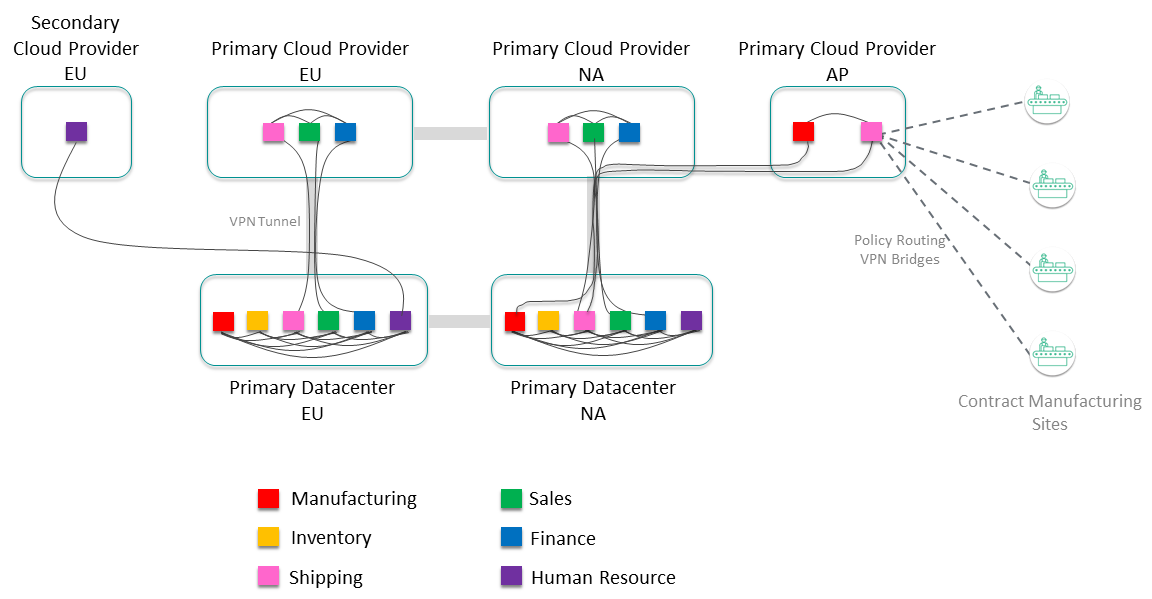 Secondary
Cloud Provider
EU
Primary Cloud Provider
EU
Primary Cloud Provider
NA
Primary Cloud Provider
AP
VPN Tunnel
Policy Routing
VPN Bridges
Primary Datacenter
EU
Primary Datacenter
NA
Contract Manufacturing
Sites
Manufacturing
Sales
Inventory
Finance
Shipping
Human Resource